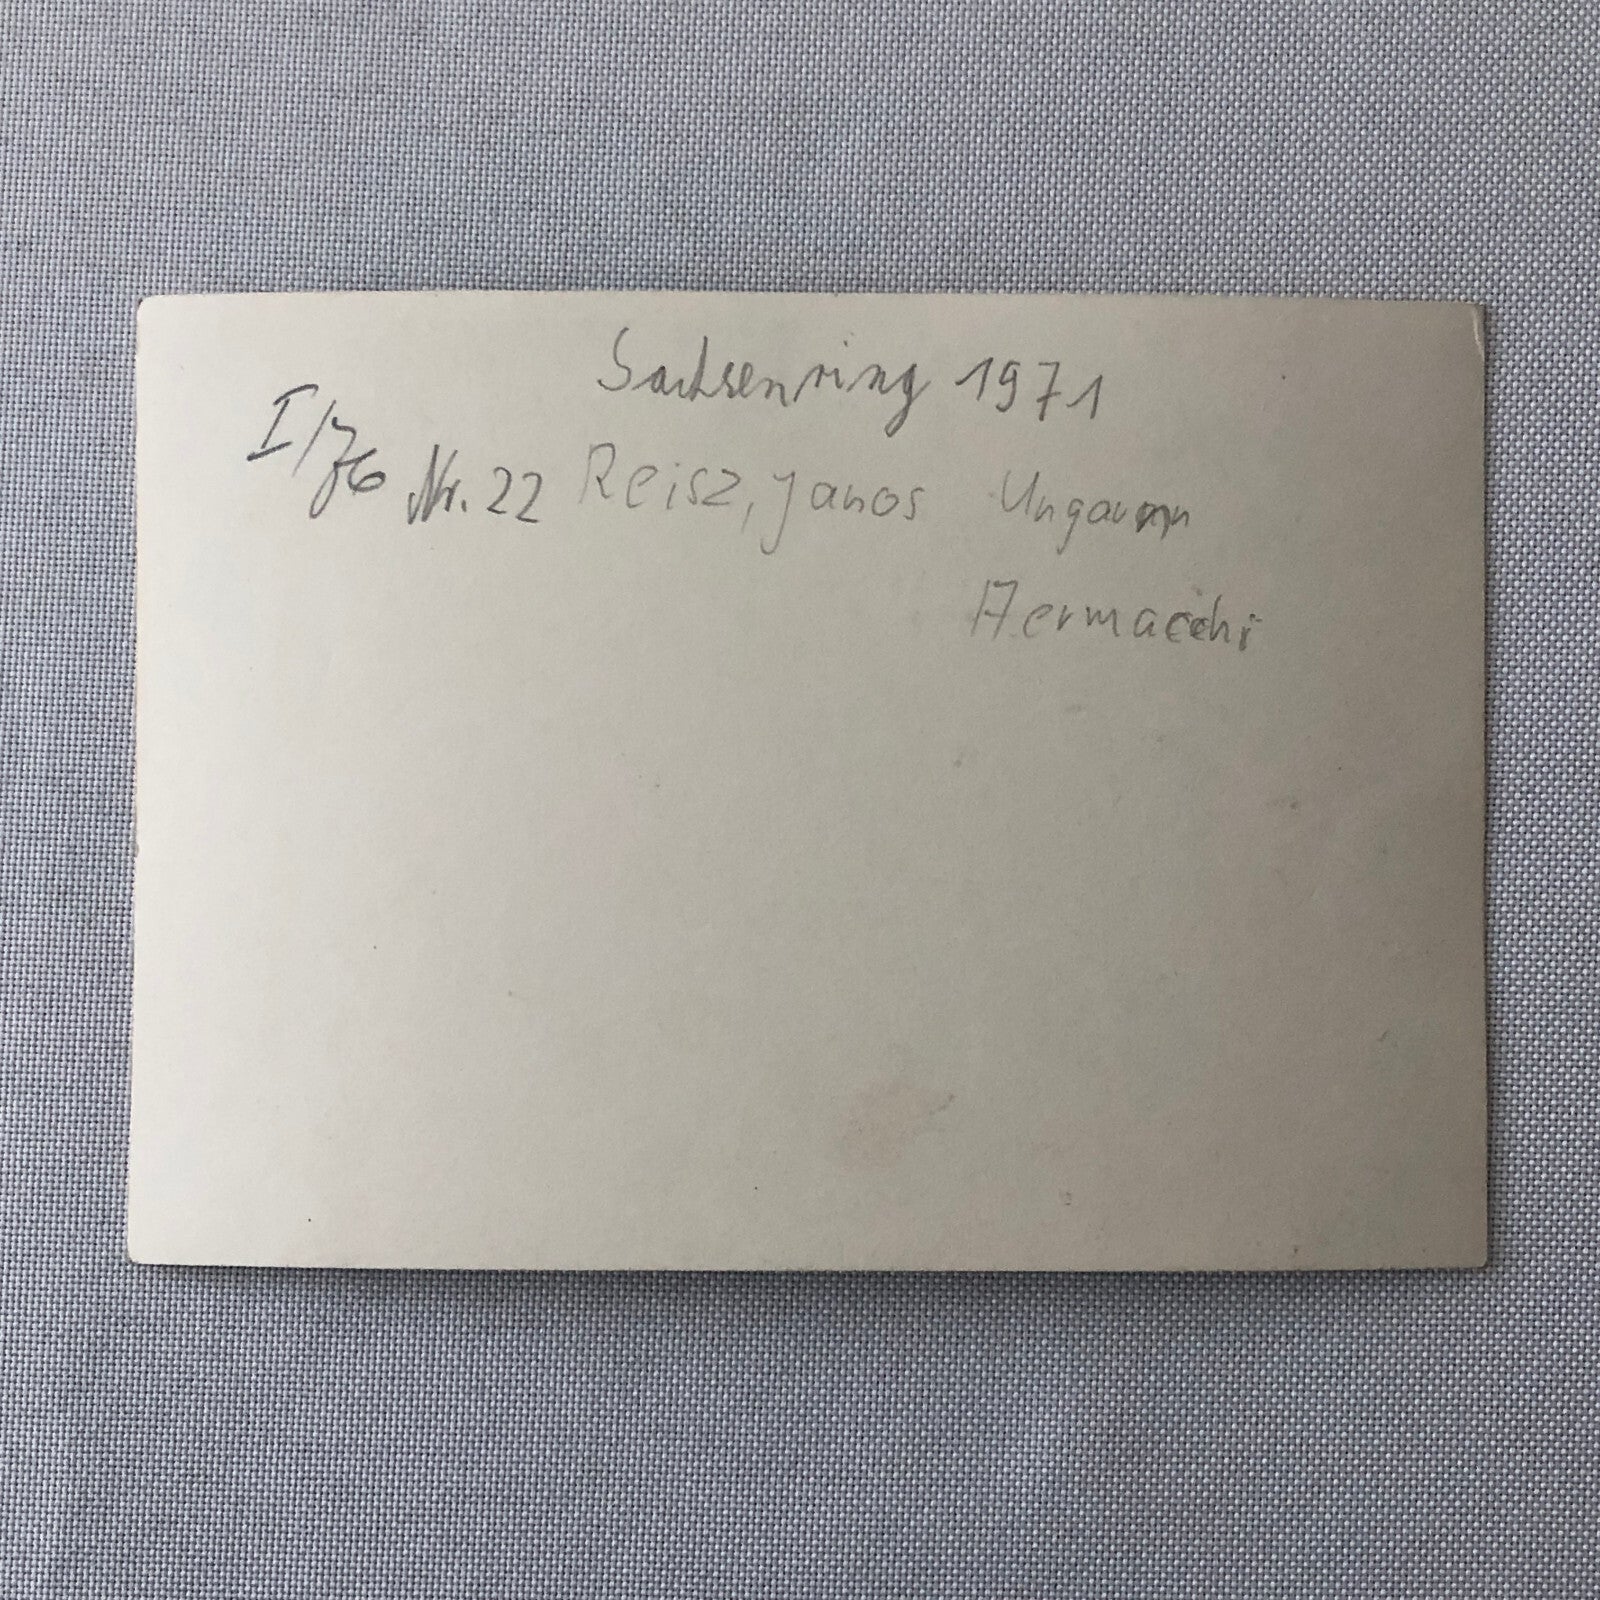 Sachsenring 1971
I/76 Nr. 22 Reisz, Janos Ungarn
Aermacchi